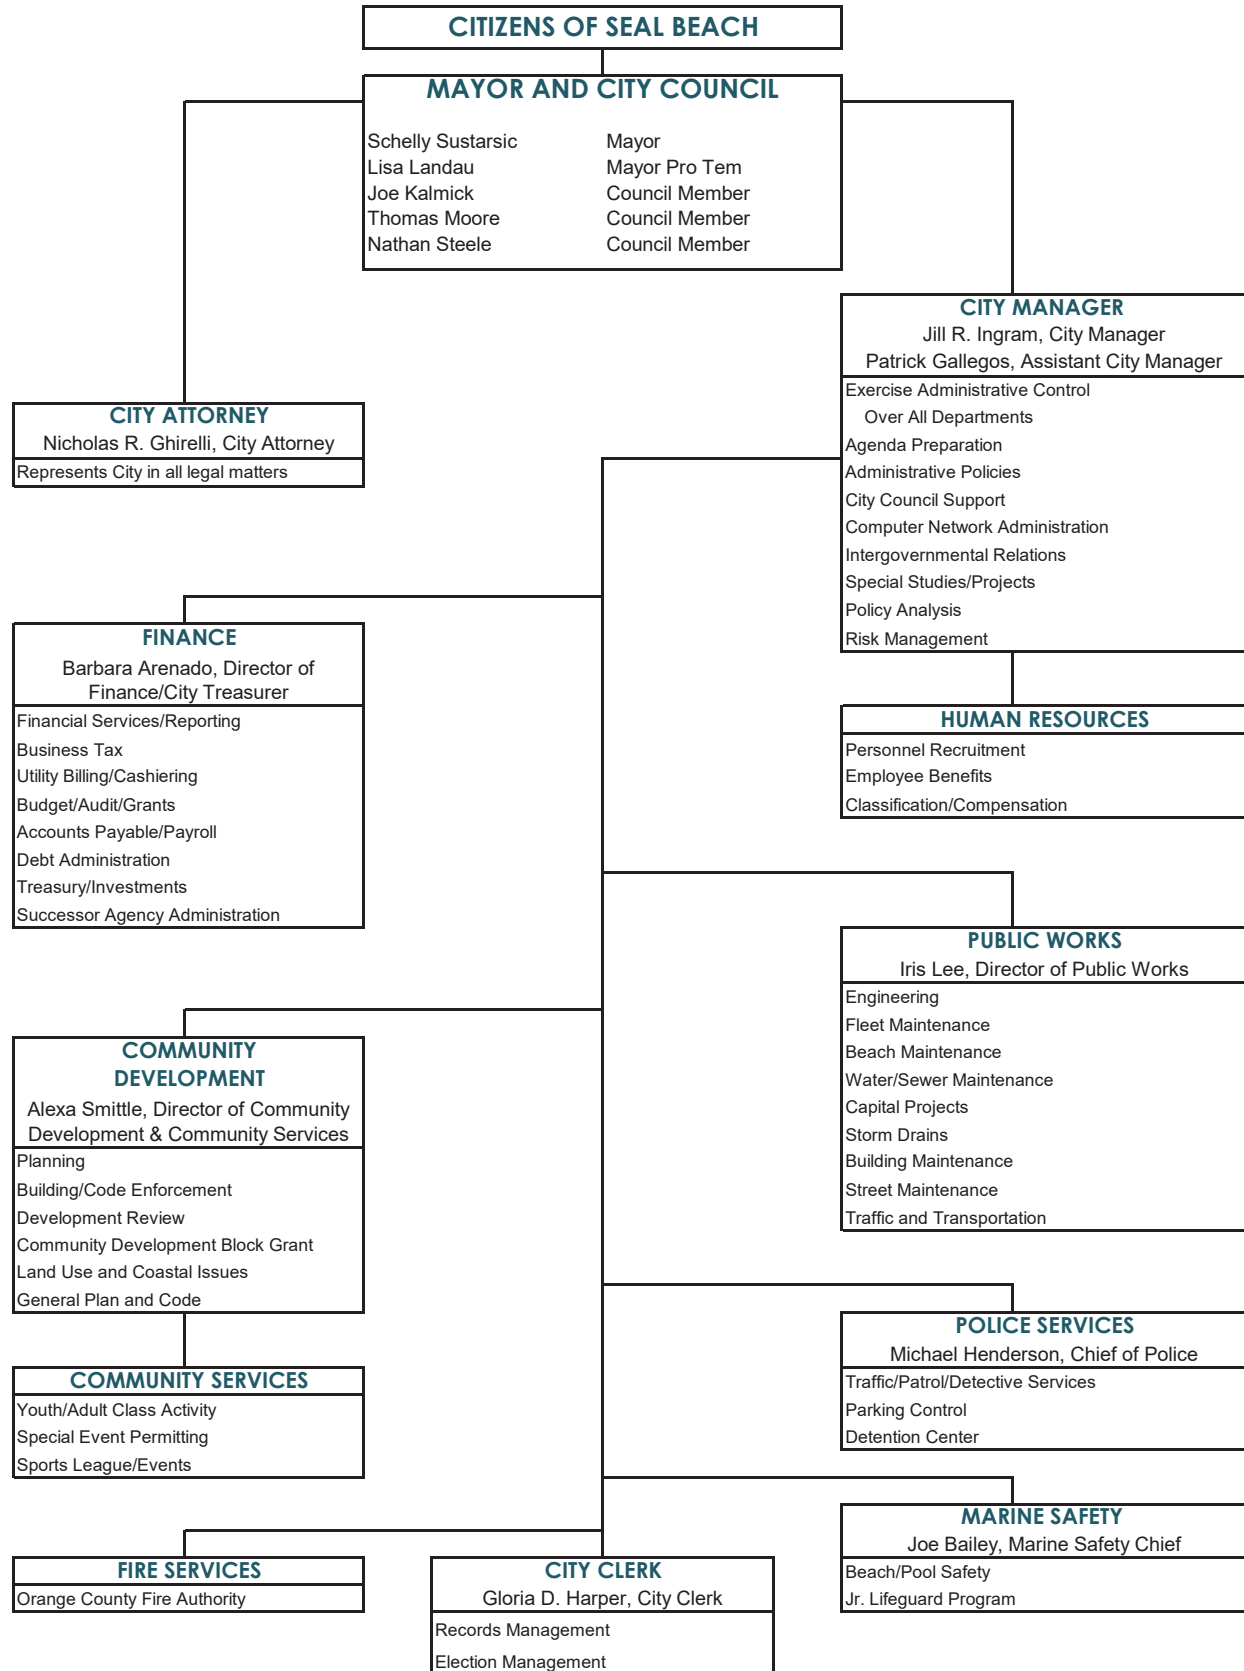 CITIZENS OF SEAL BEACH
MAYOR AND CITY COUNCIL
Schelly Sustarsic Mayor
Lisa Landau Mayor Pro Tem
Joe Kalmick Council Member
Thomas Moore Council Member
Nathan Steele Council Member
CITY MANAGER
Jill R. Ingram, City Manager
Patrick Gallegos, Assistant City Manager
Exercise Administrative Control
Over All Departments
Agenda Preparation
Administrative Policies
City Council Support
Computer Network Administration
Intergovernmental Relations
Special Studies/Projects
Policy Analysis
Risk Management
CITY ATTORNEY
Nicholas R. Ghirelli, City Attorney
Represents City in all legal matters
FINANCE
Barbara Arenado, Director of
Finance/City Treasurer
Financial Services/Reporting
Business Tax
Utility Billing/Cashiering
Budget/Audit/Grants
Accounts Payable/Payroll
Debt Administration
Treasury/Investments
Successor Agency Administration
HUMAN RESOURCES
Personnel Recruitment
Employee Benefits
Classification/Compensation
PUBLIC WORKS
Iris Lee, Director of Public Works
Engineering
Fleet Maintenance
Beach Maintenance
Water/Sewer Maintenance
Capital Projects
Storm Drains
Building Maintenance
Street Maintenance
Traffic and Transportation
COMMUNITY
DEVELOPMENT
Alexa Smittle, Director of Community
Development & Community Services
Planning
Building/Code Enforcement
Development Review
Community Development Block Grant
Land Use and Coastal Issues
General Plan and Code
COMMUNITY SERVICES
Youth/Adult Class Activity
Special Event Permitting
Sports League/Events
POLICE SERVICES
Michael Henderson, Chief of Police
Traffic/Patrol/Detective Services
Parking Control
Detention Center
MARINE SAFETY
Joe Bailey, Marine Safety Chief
Beach/Pool Safety
Jr. Lifeguard Program
FIRE SERVICES
Orange County Fire Authority
CITY CLERK
Gloria D. Harper, City Clerk
Records Management
Election Management